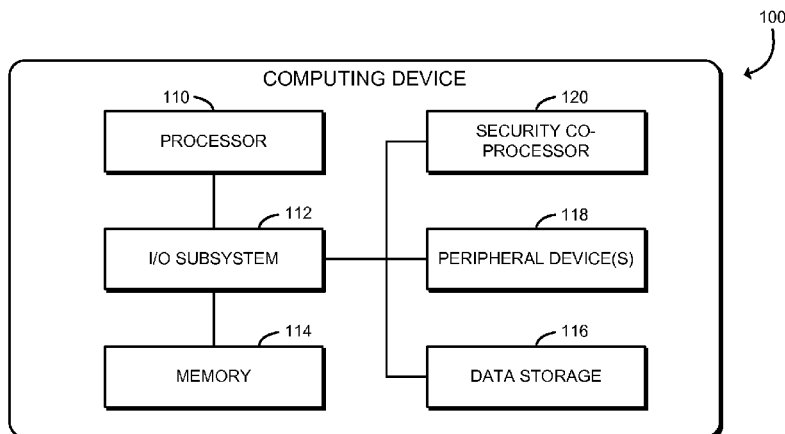 100
COMPUTING DEVICE
110
PROCESSOR
120
SECURITY CO-
PROCESSOR
112
I/O SUBSYSTEM
118
PERIPHERAL DEVICE(S)
114
MEMORY
116
DATA STORAGE